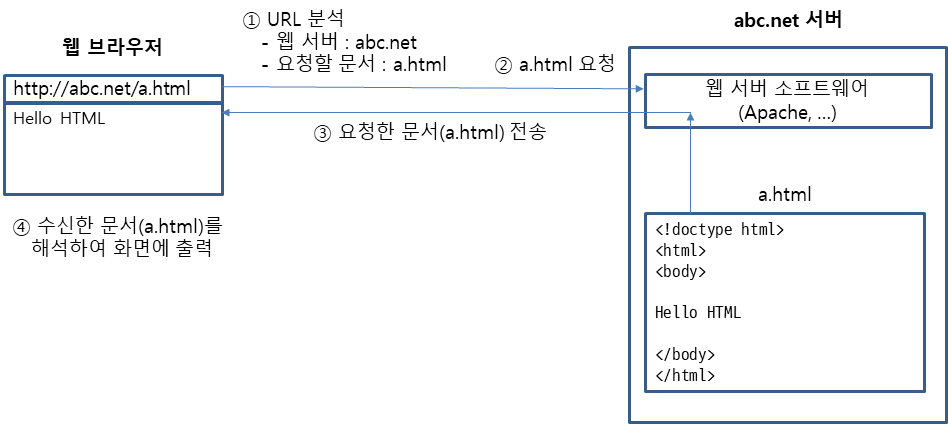 ① URL 분석
- 웹 서버 : abc.net
- 요청할 문서 : a.html
② a.html 요청
abc.net 서버
웹 브라우저
http://abc.net/a.html
Hello HTML
웹 서버 소프트웨어
(Apache, ...)
③ 요청한 문서(a.html) 전송
④ 수신한 문서(a.html)를
해석하여 화면에 출력
a.html
<!doctype html>
<html>
<body>
Hello HTML
</body>
</html>